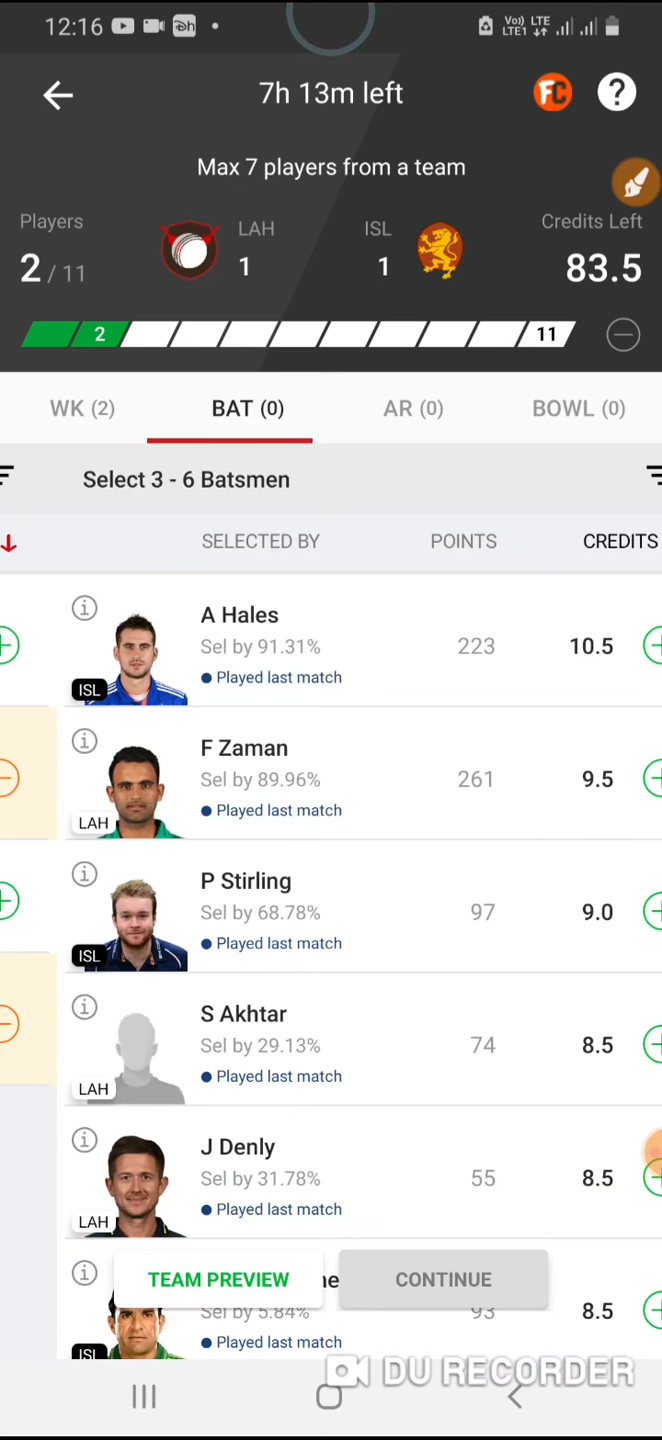 12:16
Vo) LTE
LTE1
7h 13m left
FC
?
Max 7 players from a team
Players
LAH
ISL
Credits Left
2 / 11
1
1
83.5
2
11
WK (2)
BAT (0)
AR (0)
BOWL (0)
Select 3 - 6 Batsmen
SELECTED BY
POINTS
CREDITS
A Hales
Sel by 91.31%
223
10.5
Played last match
ISL
F Zaman
Sel by 89.96%
261
9.5
Played last match
LAH
P Stirling
Sel by 68.78%
97
9.0
Played last match
ISL
S Akhtar
Sel by 29.13%
74
8.5
Played last match
LAH
J Denly
Sel by 31.78%
55
8.5
Played last match
LAH
TEAM PREVIEW
CONTINUE
Sel by 5.84%
93
8.5
Played last match
ISL
DU RECORDER